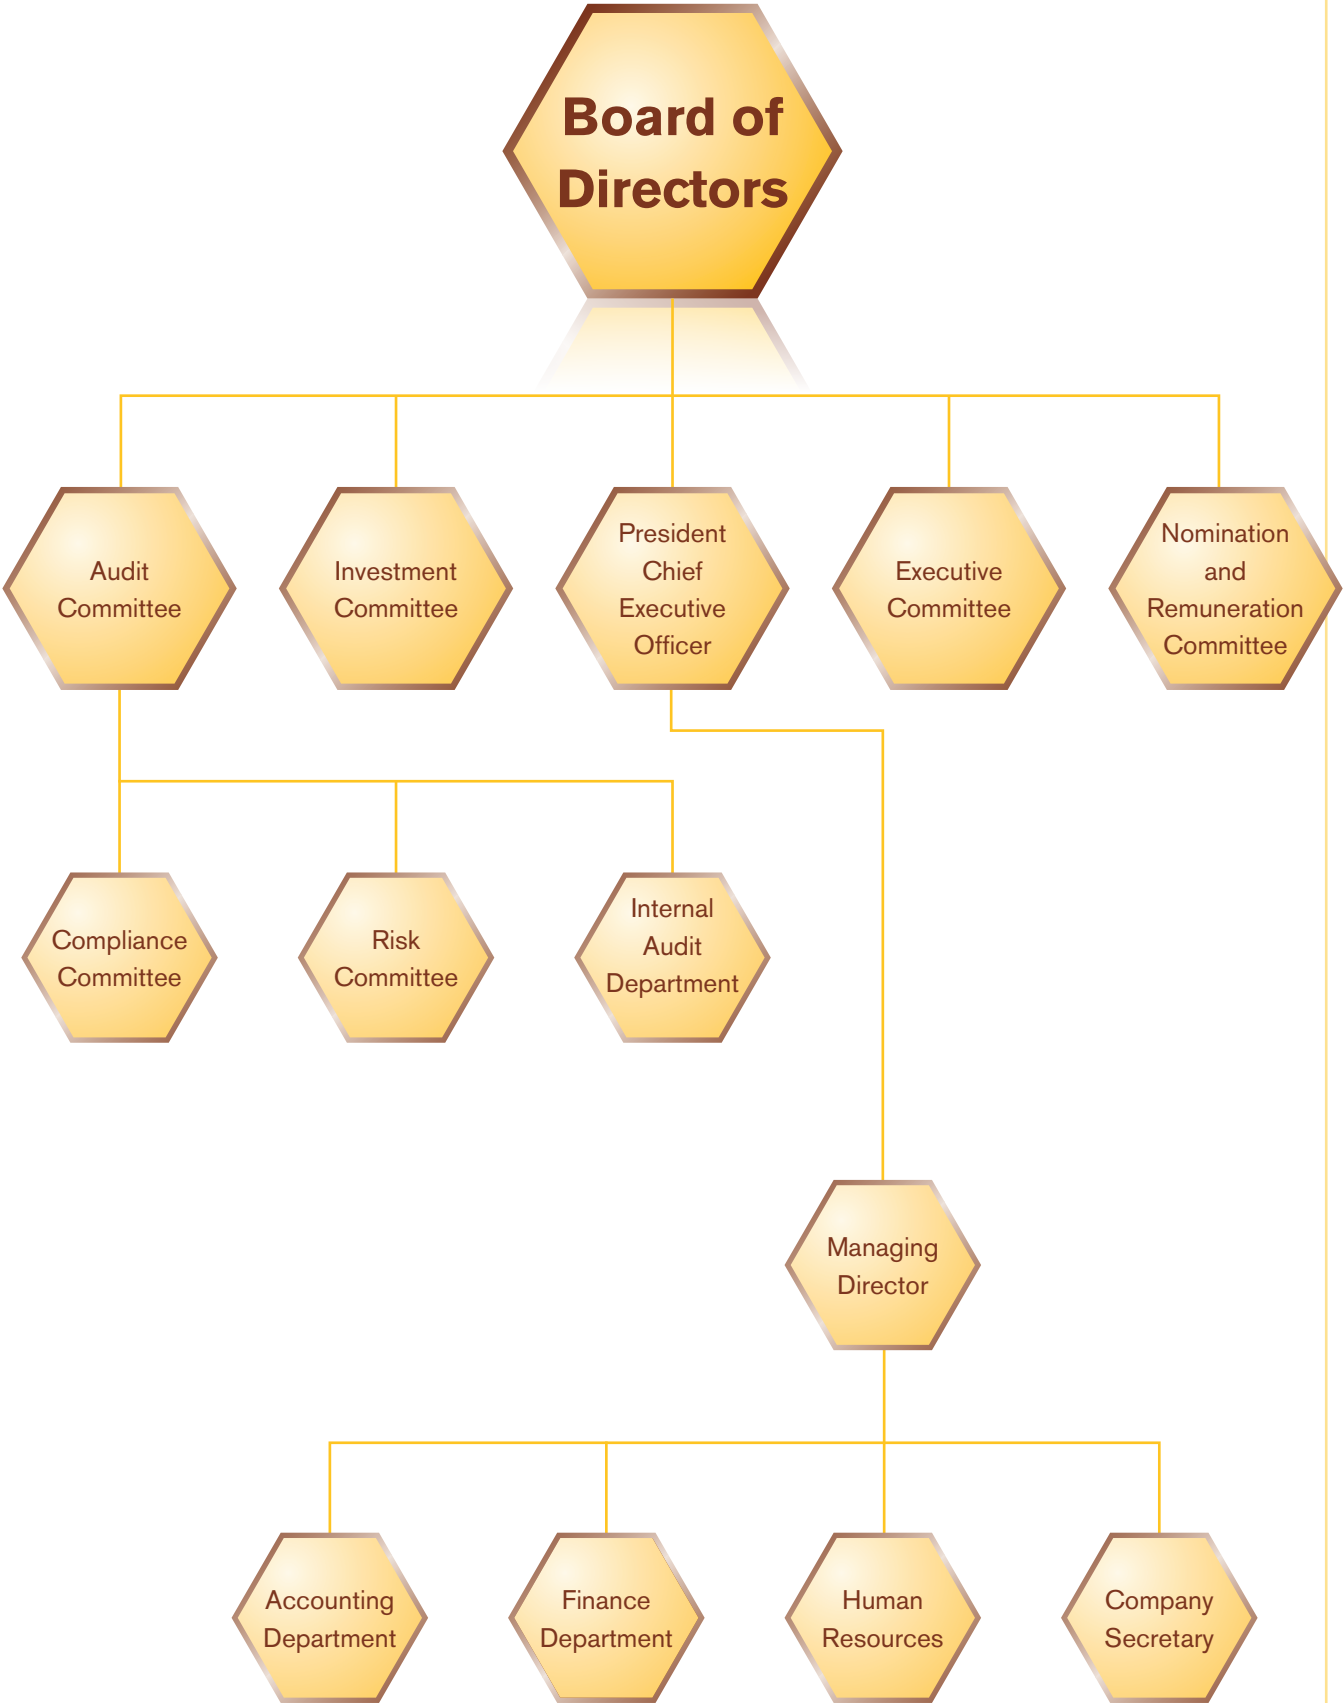 Board of
Directors
Audit
Committee
Investment
Committee
President
Chief
Executive
Officer
Executive
Committee
Nomination
and
Remuneration
Committee
Compliance
Committee
Risk
Committee
Internal
Audit
Department
Managing
Director
Accounting
Department
Finance
Department
Human
Resources
Company
Secretary